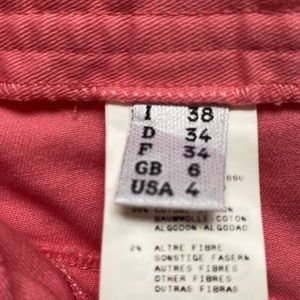 I 38
D 34
F 34
GB 6
USA 4
BAUMWOLLE-COTON
ALGODON-ALGODAO
2% ALTRE FIBRE
SONSTIGE FASERN
AUTRES FIBRES
OTHER FIBRES
OUTRAS FIBRAS